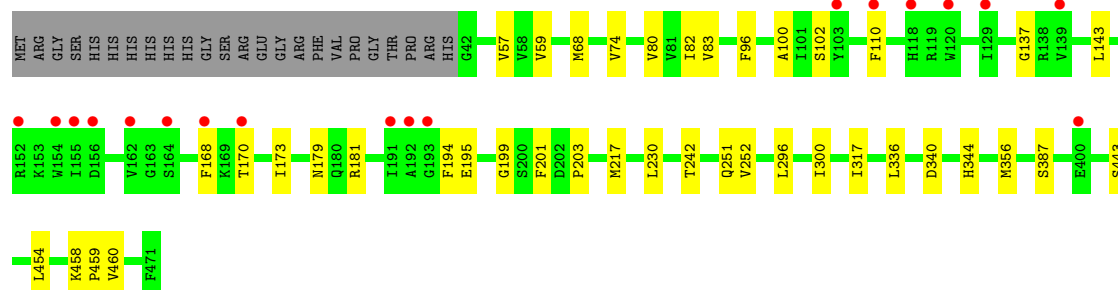 MET ARG GLY SER HIS HIS HIS HIS HIS HIS GLY SER ARG GLU GLY ARG PHE VAL PRO GLY THR PRO ARG HIS G42 V57 V58 V59 M68 V74 V80 V81 I82 V83 F96 A100 I101 S102 Y103 F110 H118 R119 W120 I129 G137 R138 V139 L143
R152 K153 W154 I155 D156 V162 G163 S164 F168 K169 T170 I173 N179 Q180 R181 I191 A192 G193 F194 E195 G199 S200 F201 D202 P203 M217 L230 T242 Q251 V252 L296 I300 I317 L336 D340 H344 M356 S387 E400 S443
L454 K458 P459 V460 F471